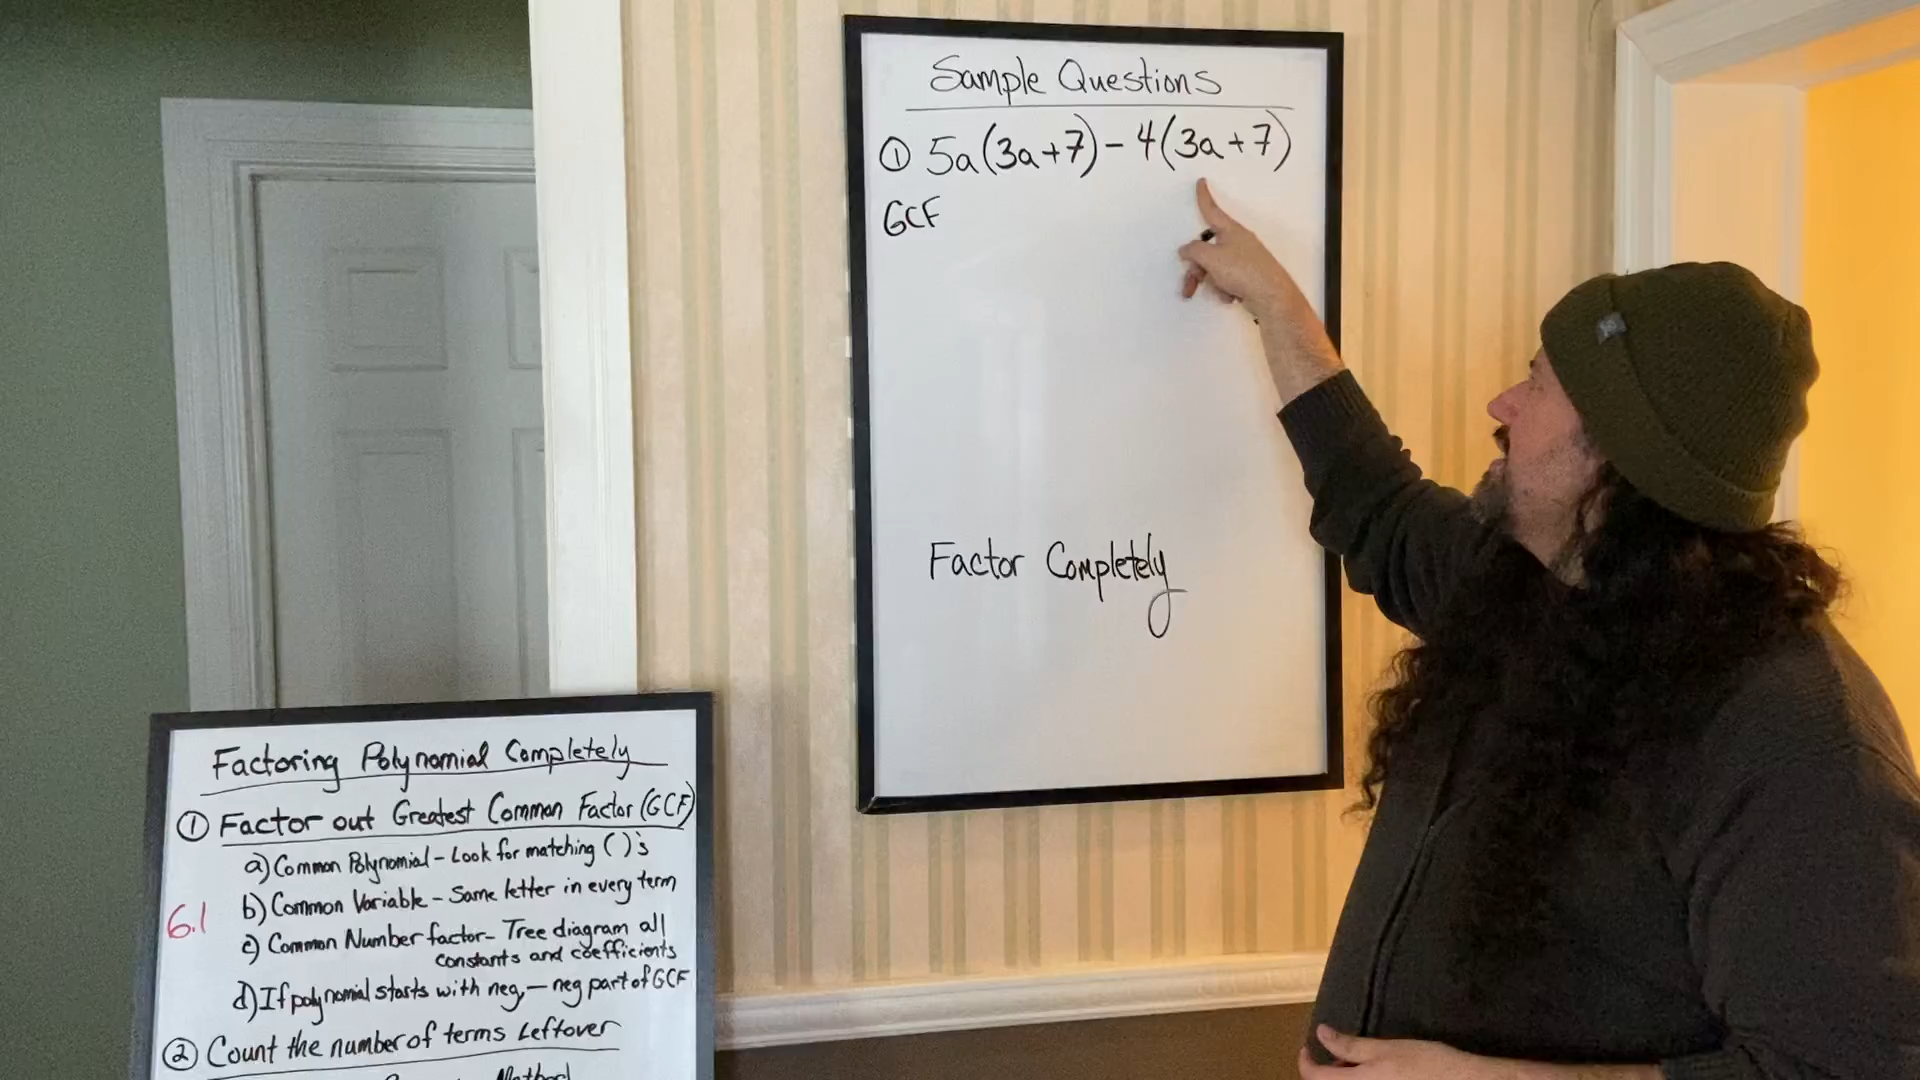 Sample Questions
① 5a(3a+7) - 4(3a+7)
GCF
Factor Completely
Factoring Polynomial Completely
① Factor out Greatest Common Factor (GCF)
a) Common Polynomial - Look for matching ( )'s
b) Common Variable - Same letter in every term
c) Common Number factor - Tree diagram all
constants and coefficients
6.1
d) If polynomial starts with neg, - neg part of GCF
② Count the number of terms Leftover
Method